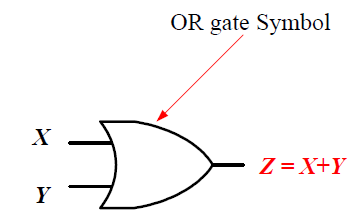 OR gate Symbol
X
Z = X+Y
Y